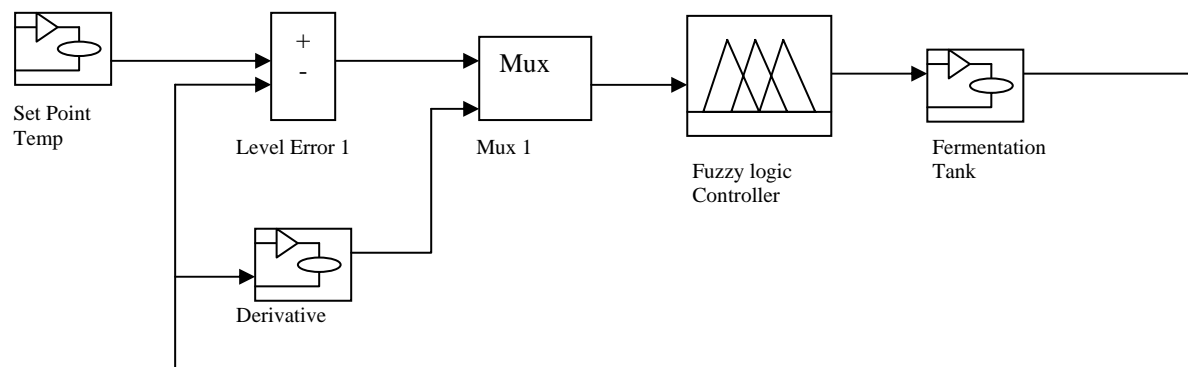 Set Point
Temp
+
-
Level Error 1
Mux
Mux 1
Fuzzy logic
Controller
Fermentation
Tank
Derivative